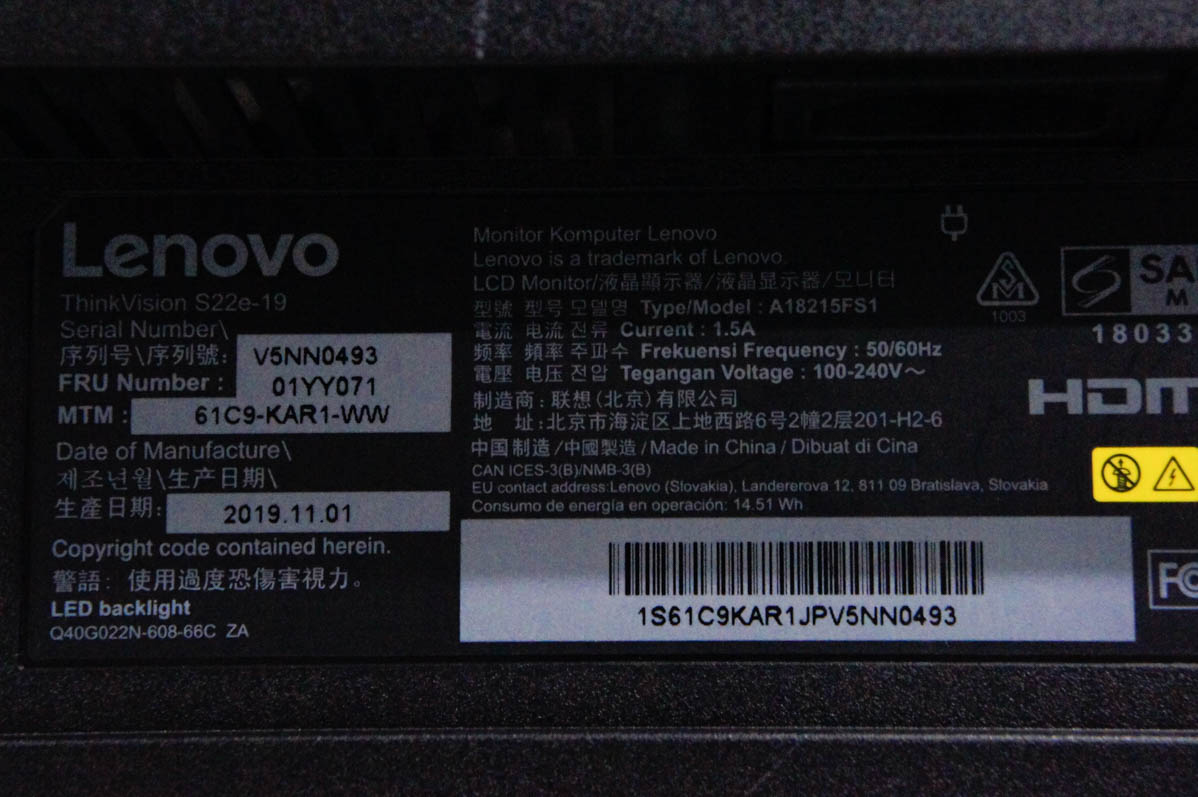 Lenovo
ThinkVision S22e-19
Serial Number\
序列号\序列號: V5NN0493
FRU Number : 01YY071
MTM : 61C9-KAR1-WW
Date of Manufacture\
제조년월\生产日期\
生產日期: 2019.11.01
Copyright code contained herein.
警語: 使用過度恐傷害視力。
LED backlight
Q40G022N-608-66C ZA
Monitor Komputer Lenovo
Lenovo is a trademark of Lenovo.
LCD Monitor/液晶顯示器/液晶显示器/모니터
型號 型号 모델명 Type/Model : A18215FS1
電流 电流 전류 Current : 1.5A
频率 頻率 주파수 Frekuensi Frequency : 50/60Hz
電壓 电压 전압 Tegangan Voltage : 100-240V～
制造商: 联想(北京)有限公司
地 址:北京市海淀区上地西路6号2幢2层201-H2-6
中国制造/中國製造/Made in China/Dibuat di Cina
CAN ICES-3(B)/NMB-3(B)
EU contact address:Lenovo (Slovakia), Landererova 12, 811 09 Bratislava, Slovakia
Consumo de energía en operación: 14.51 Wh
1S61C9KAR1JPV5NN0493
1003
SA
M
18033
HDM
FC